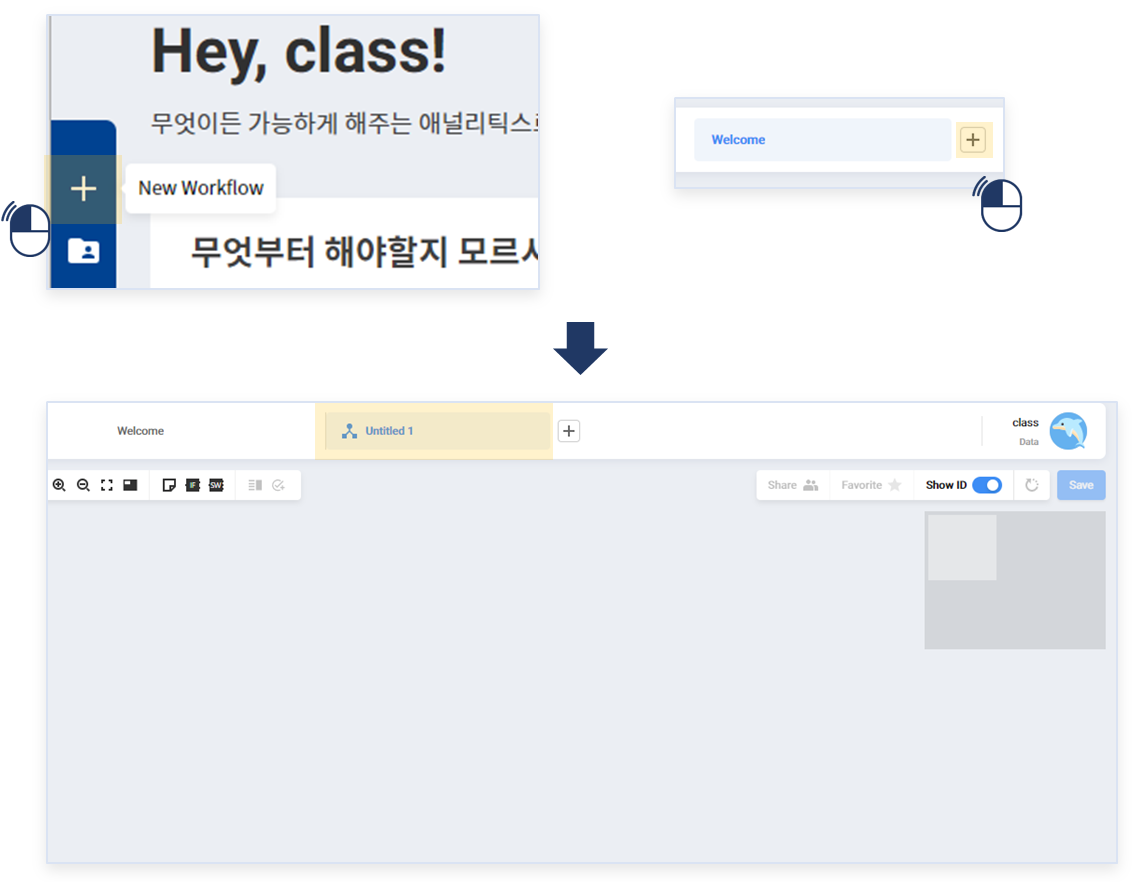 Hey, class!
무엇이든 가능하게 해주는 애널리틱스
New Workflow
무엇부터 해야할지 모르시
Welcome
Welcome
Untitled 1
class
Data
IF
SW
Share
Favorite
Show ID
Save